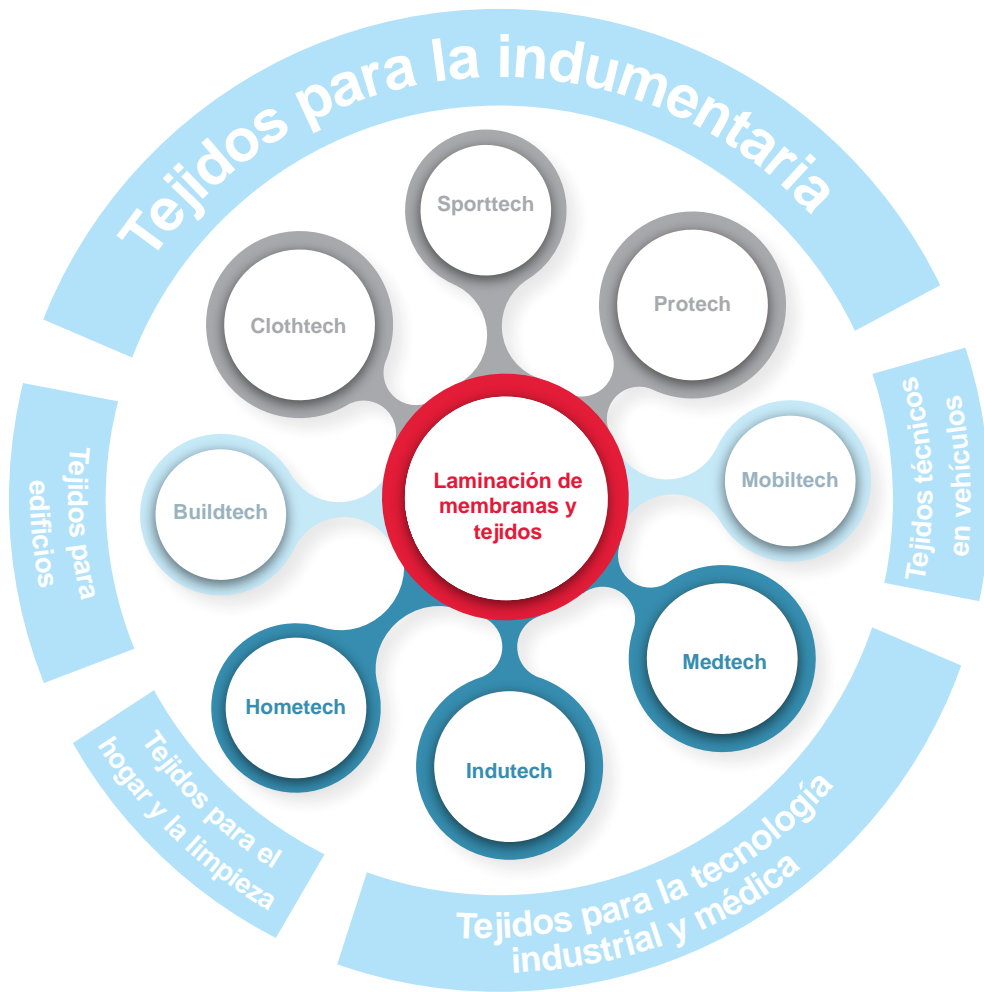 Tejidos para la indumentaria
Sporttech
Protech
Clothtech
Tejidos técnicos
en vehículos
Mobiltech
Laminación de
membranas y
tejidos
Buildtech
Tejidos para
edificios
Medtech
Hometech
Indutech
Tejidos para el
hogar y la limpieza
Tejidos para la tecnología
industrial y médica